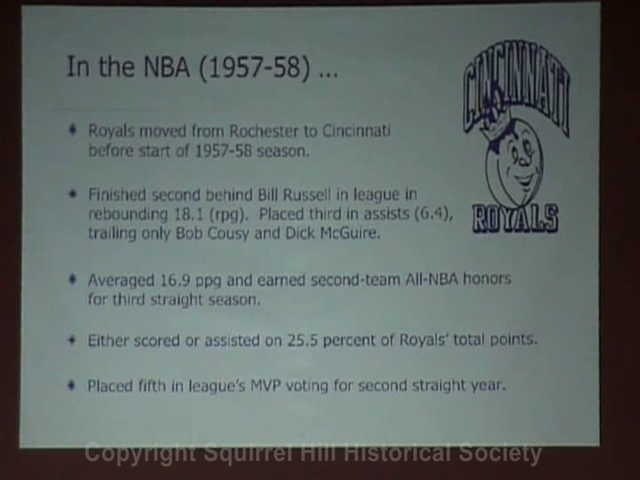 In the NBA (1957-58) ...
CINCINNATI
ROYALS
Royals moved from Rochester to Cincinnati
before start of 1957-58 season.
Finished second behind Bill Russell in league in
rebounding 18.1 (rpg). Placed third in assists (6.4),
trailing only Bob Cousy and Dick McGuire.
Averaged 16.9 ppg and earned second-team All-NBA honors
for third straight season.
Either scored or assisted on 25.5 percent of Royals' total points.
Placed fifth in league's MVP voting for second straight year.
Copyright Squirrel Hill Historical Society